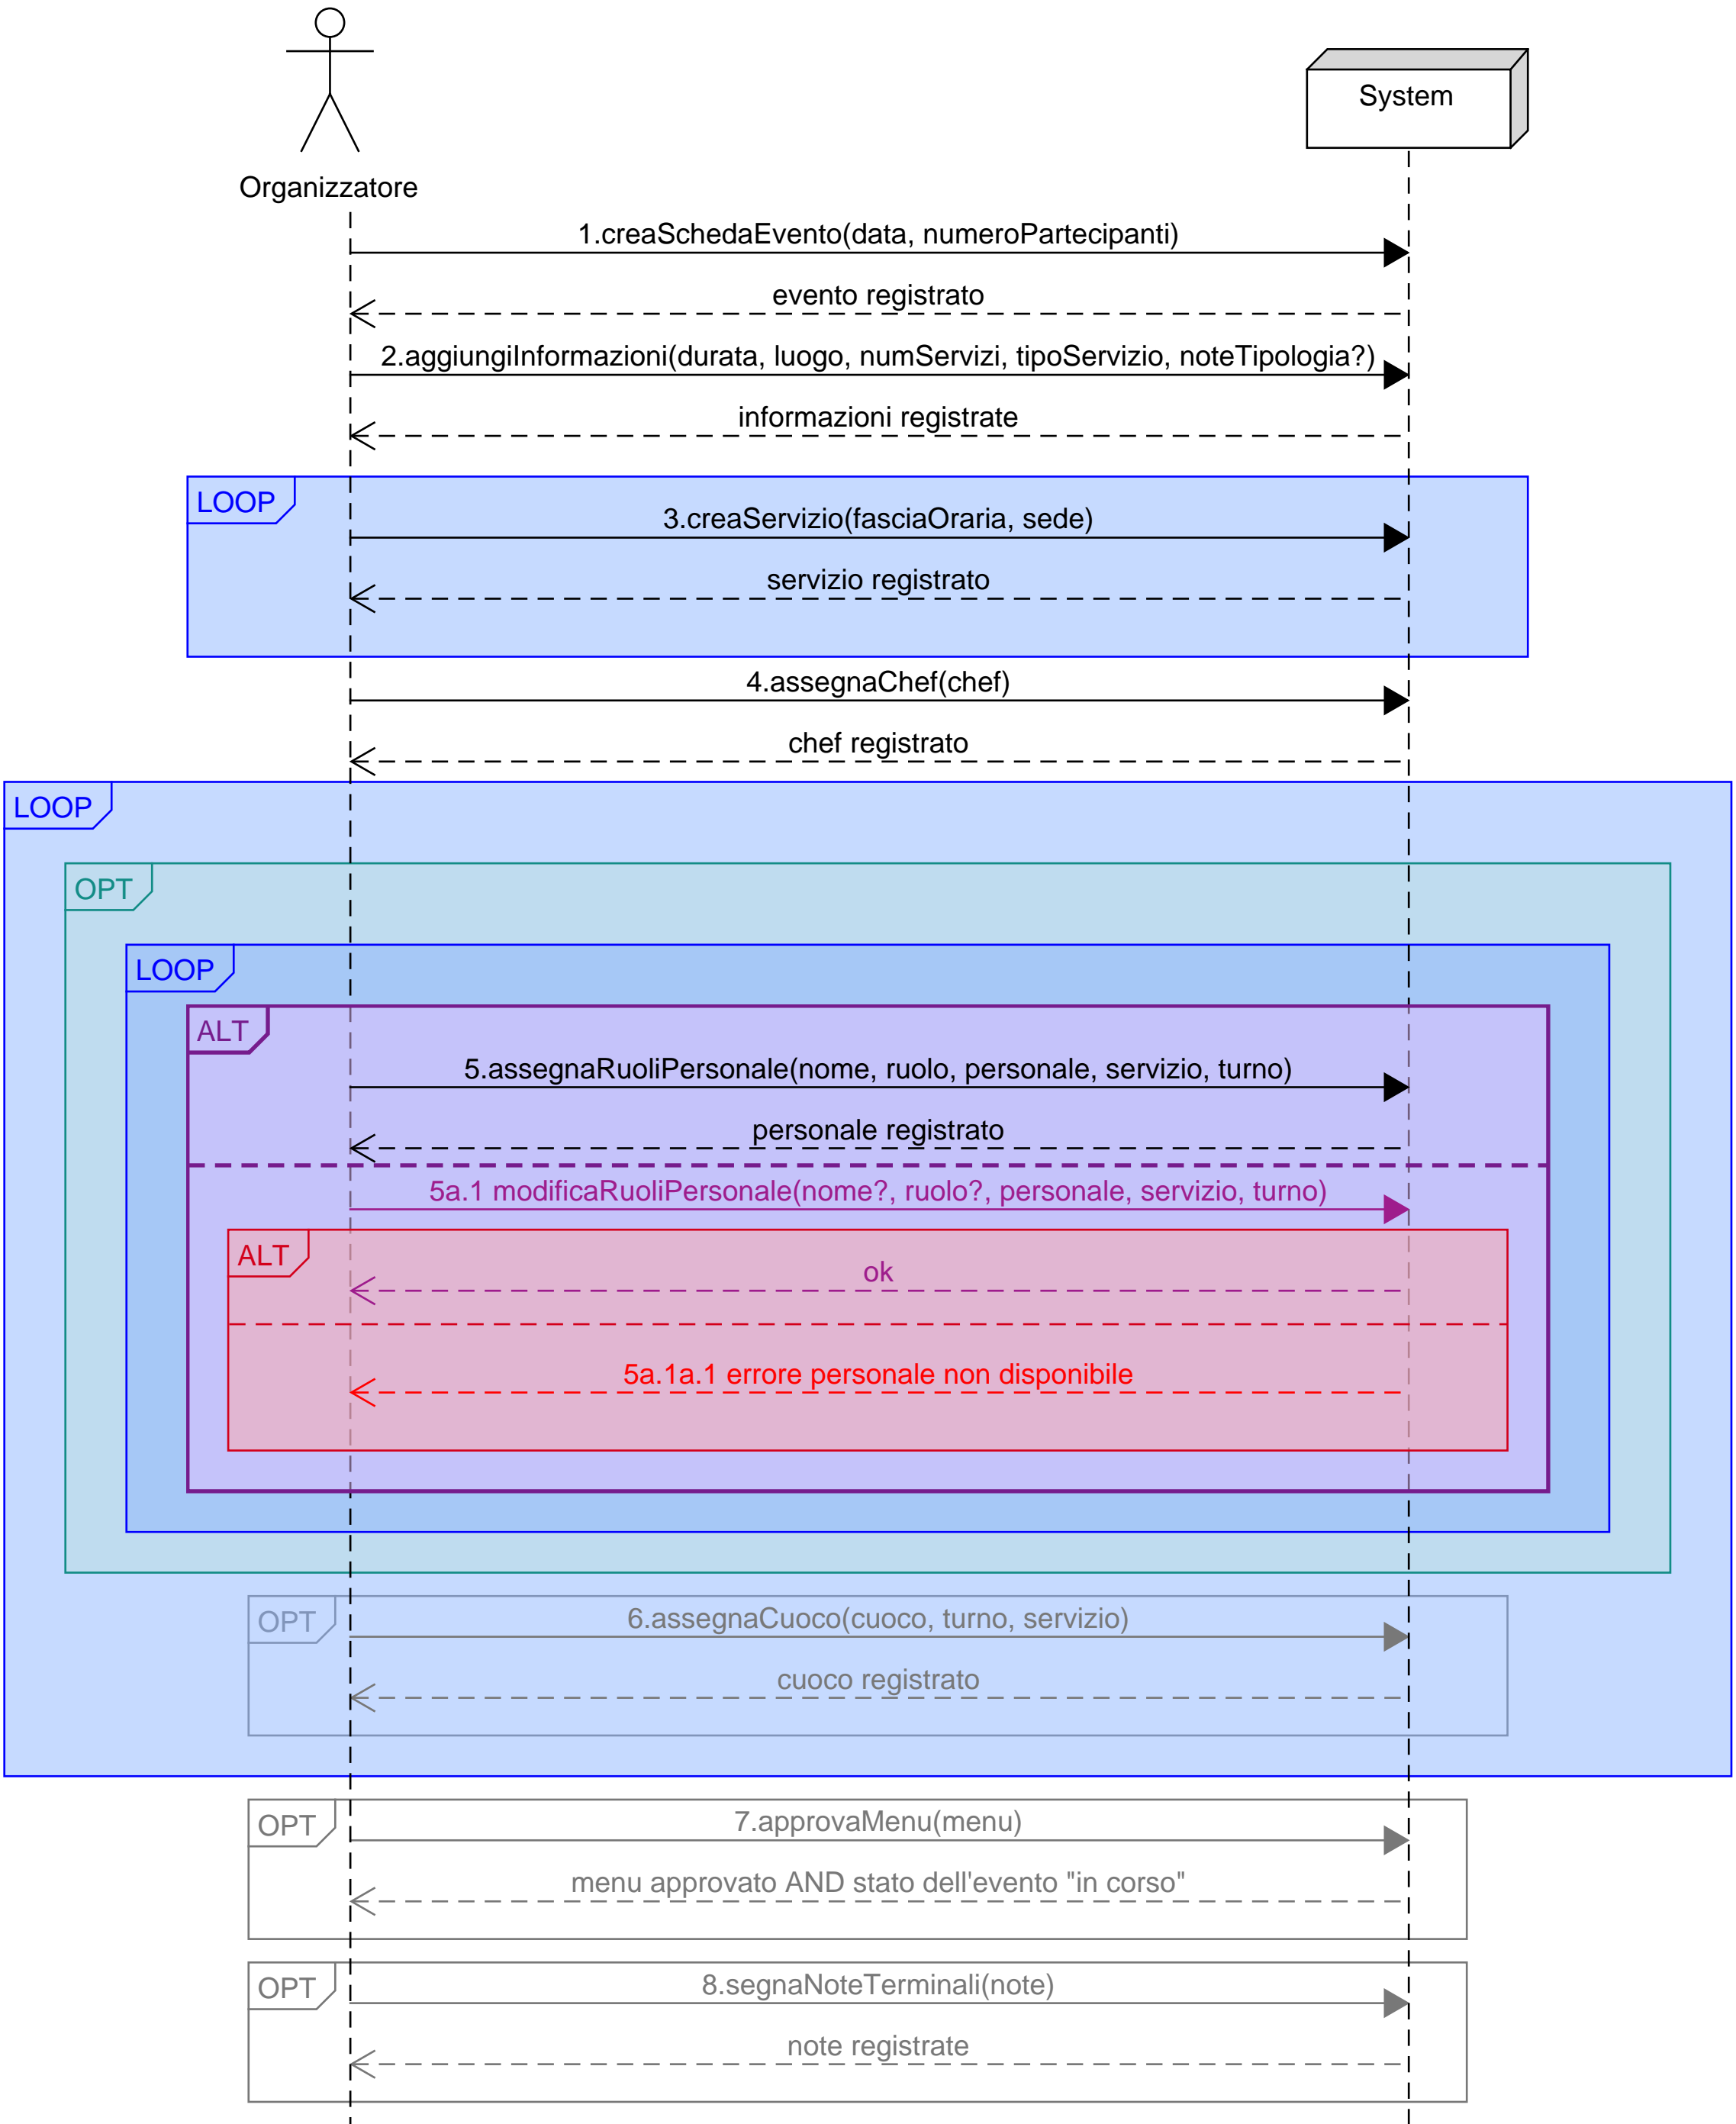 System
Organizzatore
1.creaSchedaEvento(data, numeroPartecipanti)
evento registrato
2.aggiungiInformazioni(durata, luogo, numServizi, tipoServizio, noteTipologia?)
informazioni registrate
LOOP
3.creaServizio(fasciaOraria, sede)
servizio registrato
4.assegnaChef(chef)
chef registrato
LOOP
OPT
LOOP
ALT
5.assegnaRuoliPersonale(nome, ruolo, personale, servizio, turno)
personale registrato
5a.1 modificaRuoliPersonale(nome?, ruolo?, personale, servizio, turno)
ALT
ok
5a.1a.1 errore personale non disponibile
OPT
6.assegnaCuoco(cuoco, turno, servizio)
cuoco registrato
OPT
7.approvaMenu(menu)
menu approvato AND stato dell'evento "in corso"
OPT
8.segnaNoteTerminali(note)
note registrate